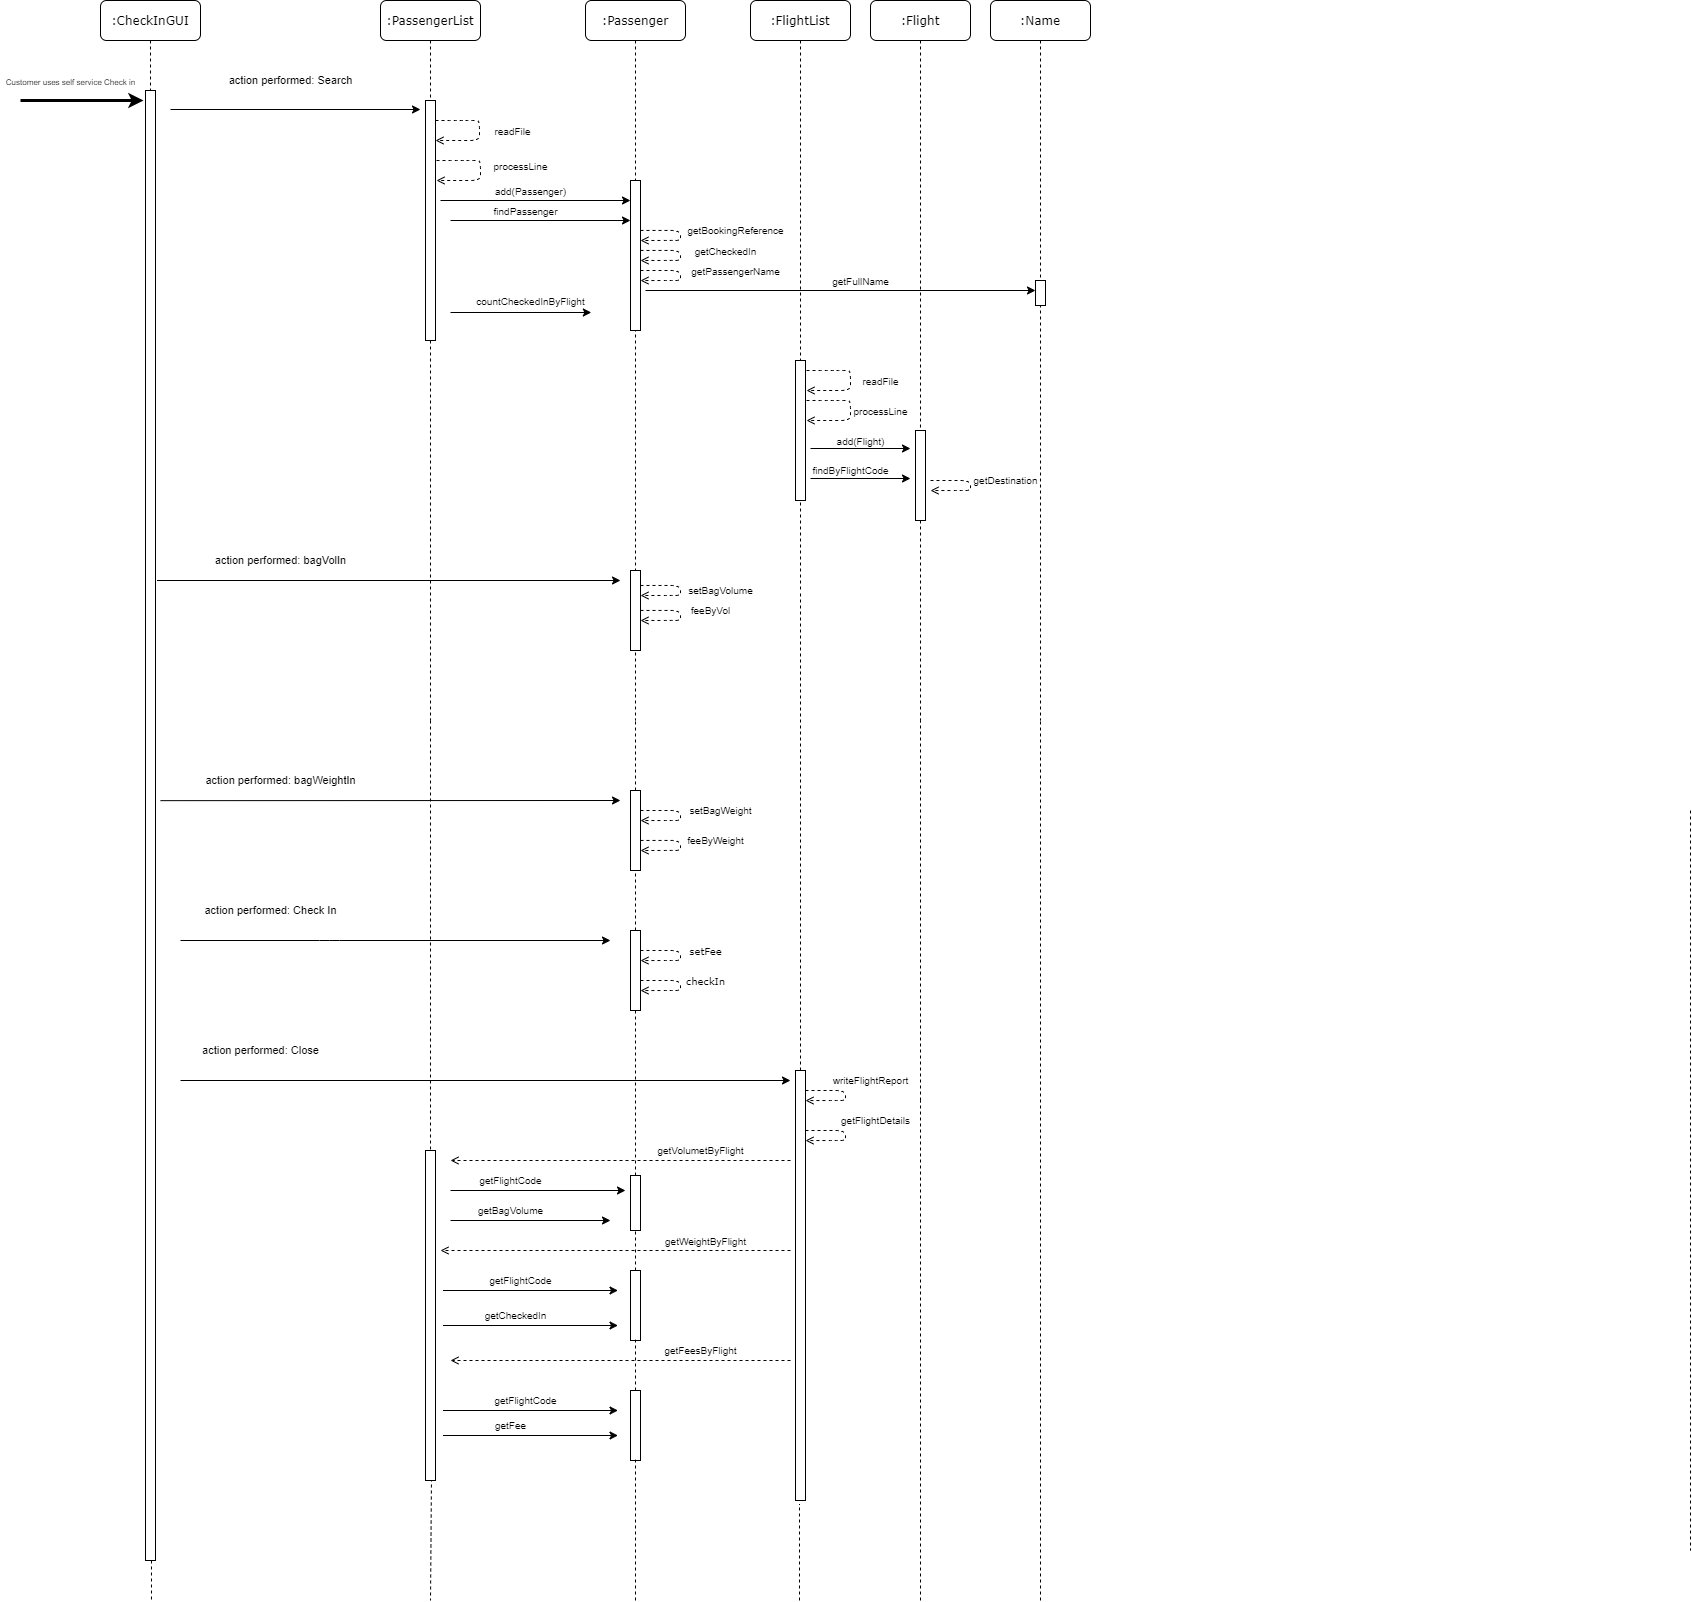 :CheckInGUI
:PassengerList
:Passenger
:FlightList
:Flight
:Name
Customer uses self service Check in
action performed: Search
readFile
processLine
add(Passenger)
findPassenger
getBookingReference
getCheckedIn
getPassengerName
getFullName
countCheckedInByFlight
readFile
processLine
add(Flight)
findByFlightCode
getDestination
action performed: bagVolIn
setBagVolume
feeByVol
action performed: bagWeightIn
setBagWeight
feeByWeight
action performed: Check In
setFee
checkIn
action performed: Close
writeFlightReport
getFlightDetails
getVolumetByFlight
getFlightCode
getBagVolume
getWeightByFlight
getFlightCode
getCheckedIn
getFeesByFlight
getFlightCode
getFee